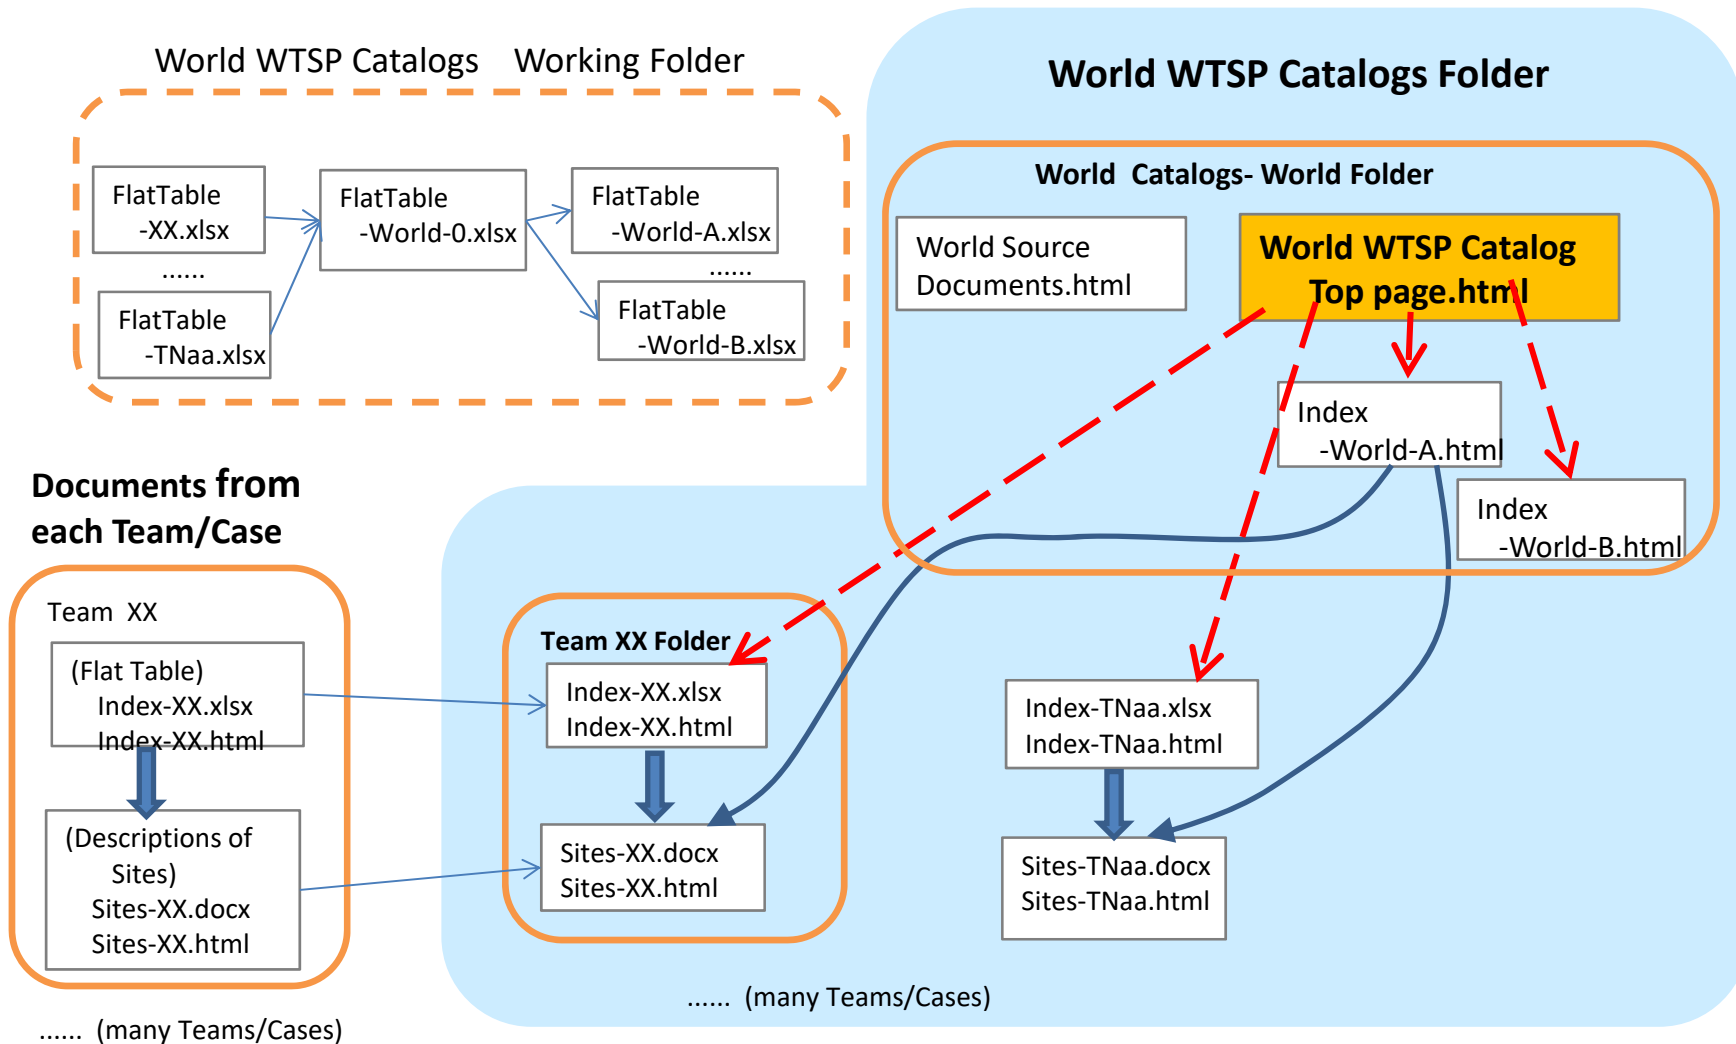 World WTSP Catalogs    Working Folder
FlatTable
-XX.xlsx
......
FlatTable
-TNaa.xlsx
FlatTable
-World-0.xlsx
FlatTable
-World-A.xlsx
......
FlatTable
-World-B.xlsx
World WTSP Catalogs Folder
World  Catalogs- World Folder
World Source
Documents.html
World WTSP Catalog
Top page.html
Index
-World-A.html
Index
-World-B.html
Documents from
each Team/Case
Team  XX
(Flat Table)
Index-XX.xlsx
Index-XX.html
(Descriptions of
Sites)
Sites-XX.docx
Sites-XX.html
...... (many Teams/Cases)
Team XX Folder
Index-XX.xlsx
Index-XX.html
Sites-XX.docx
Sites-XX.html
Index-TNaa.xlsx
Index-TNaa.html
Sites-TNaa.docx
Sites-TNaa.html
...... (many Teams/Cases)